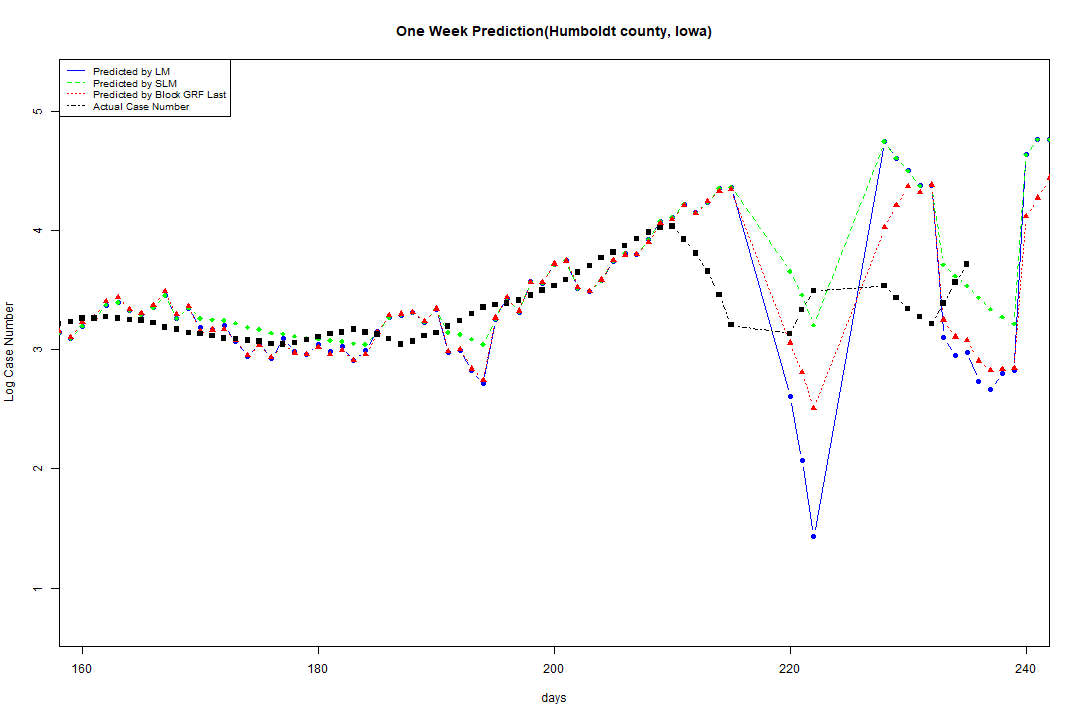 One Week Prediction(Humboldt county, Iowa)
Predicted by LM
Predicted by SLM
Predicted by Block GRF Last
Actual Case Number
5
4
3
2
1
Log Case Number
160
180
200
220
240
days